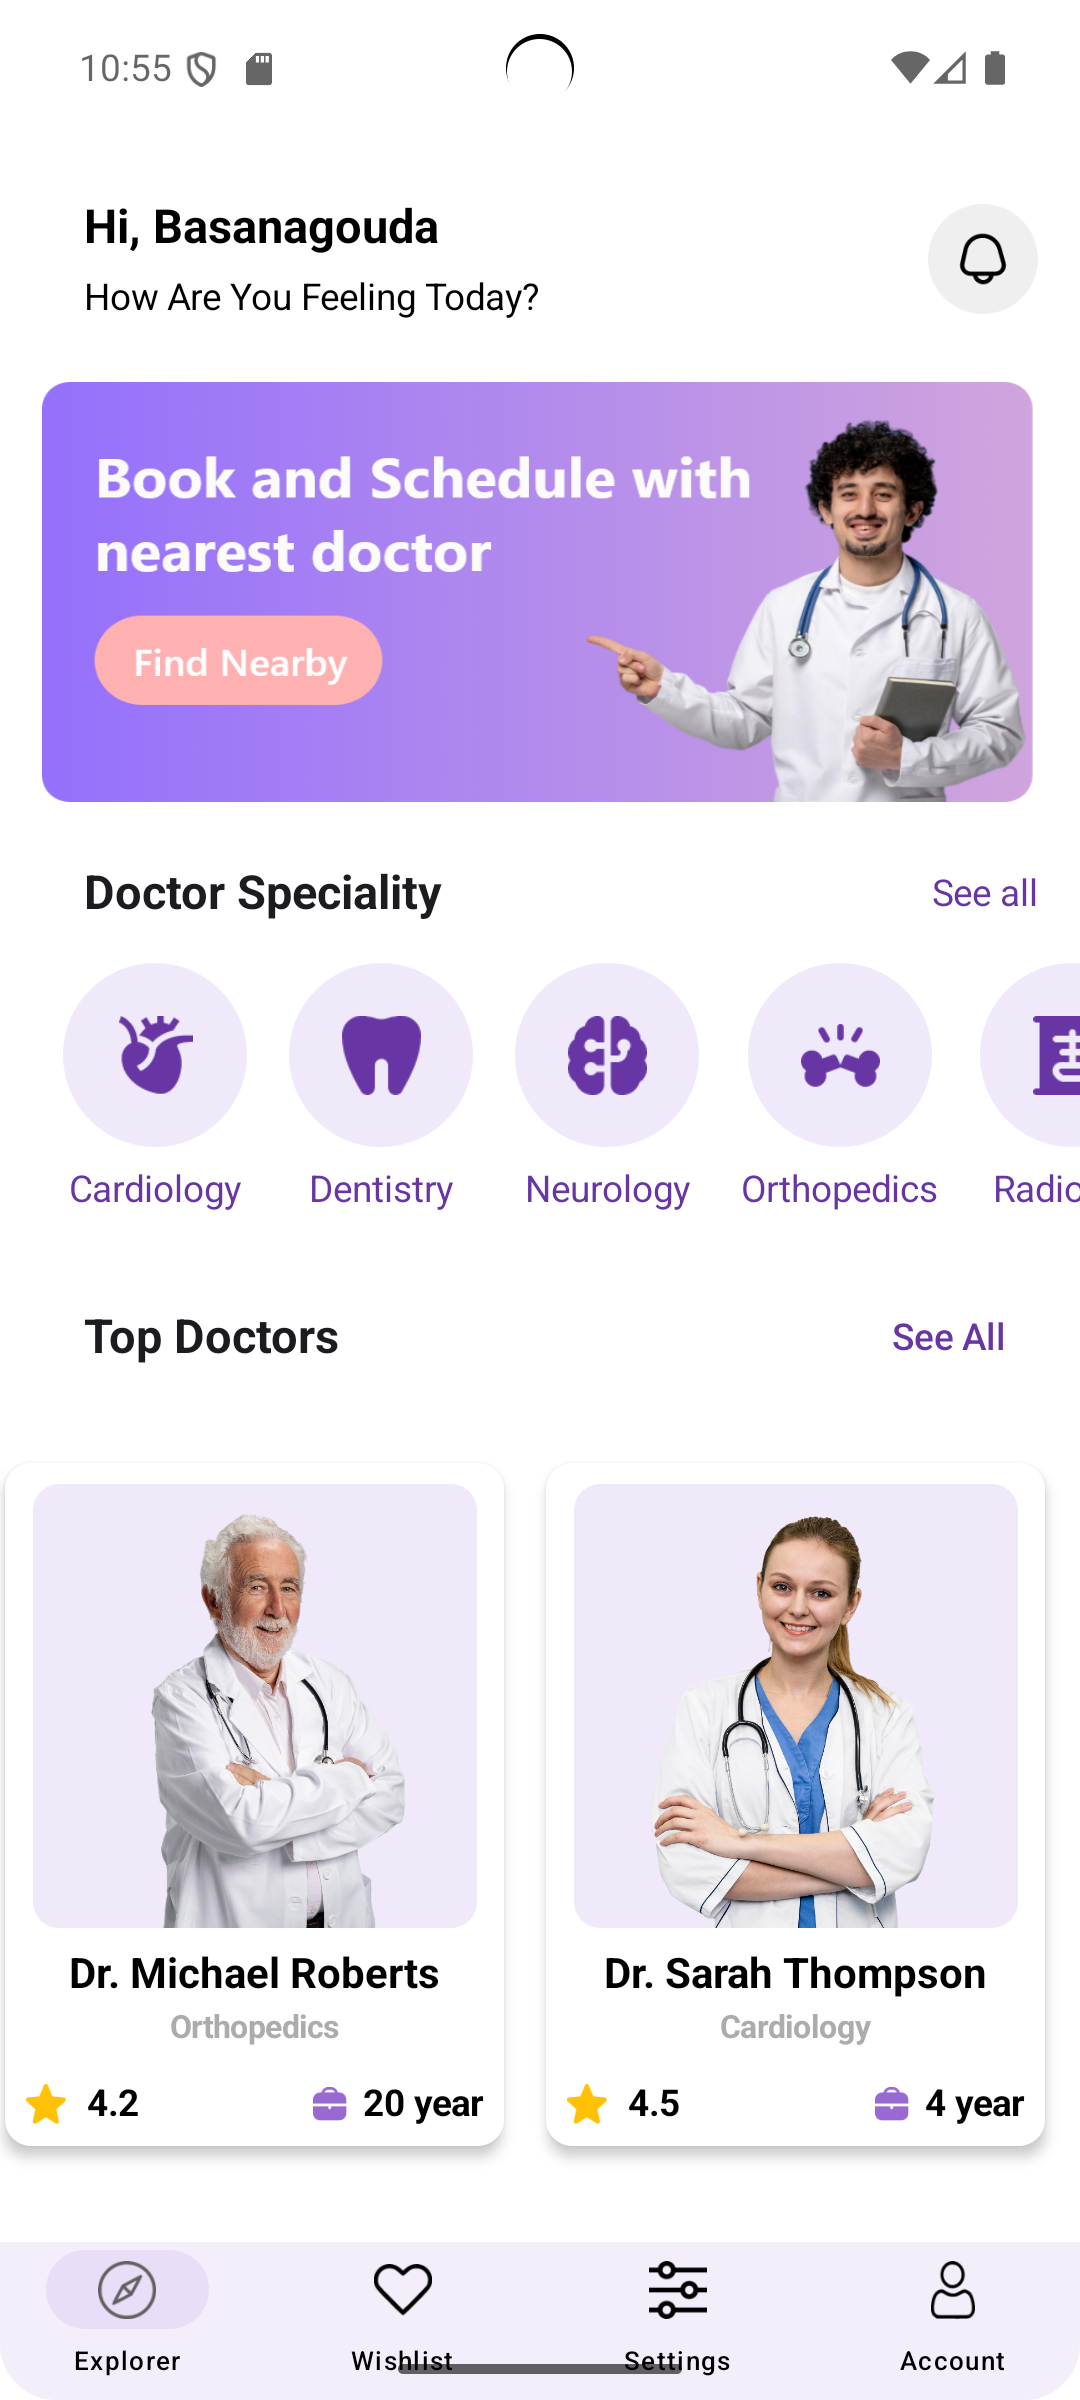 10:55
Hi, Basanagouda
How Are You Feeling Today?
Book and Schedule with
nearest doctor
Find Nearby
Doctor Speciality
See all
Cardiology
Dentistry
Neurology
Orthopedics
Radio
Top Doctors
See All
Dr. Michael Roberts
Orthopedics
4.2
20 year
Dr. Sarah Thompson
Cardiology
4.5
4 year
Explorer
Wishlist
Settings
Account